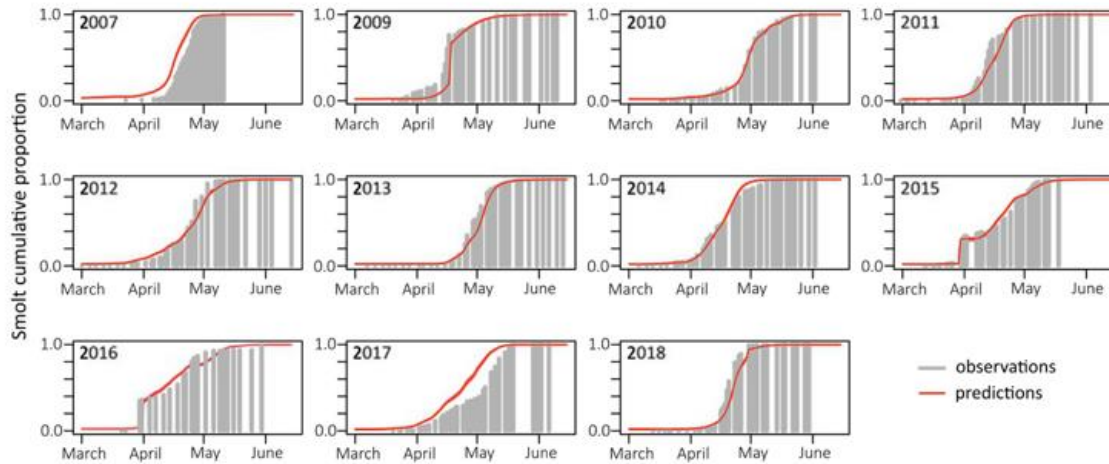 Smolt cumulative proportion
1.0 2007 0.0 March April May June
1.0 2009 0.0 March April May June
1.0 2010 0.0 March April May June
1.0 2011 0.0 March April May June
1.0 2012 0.0 March April May June
1.0 2013 0.0 March April May June
1.0 2014 0.0 March April May June
1.0 2015 0.0 March April May June
1.0 2016 0.0 March April May June
1.0 2017 0.0 March April May June
1.0 2018 0.0 March April May June
observations
predictions